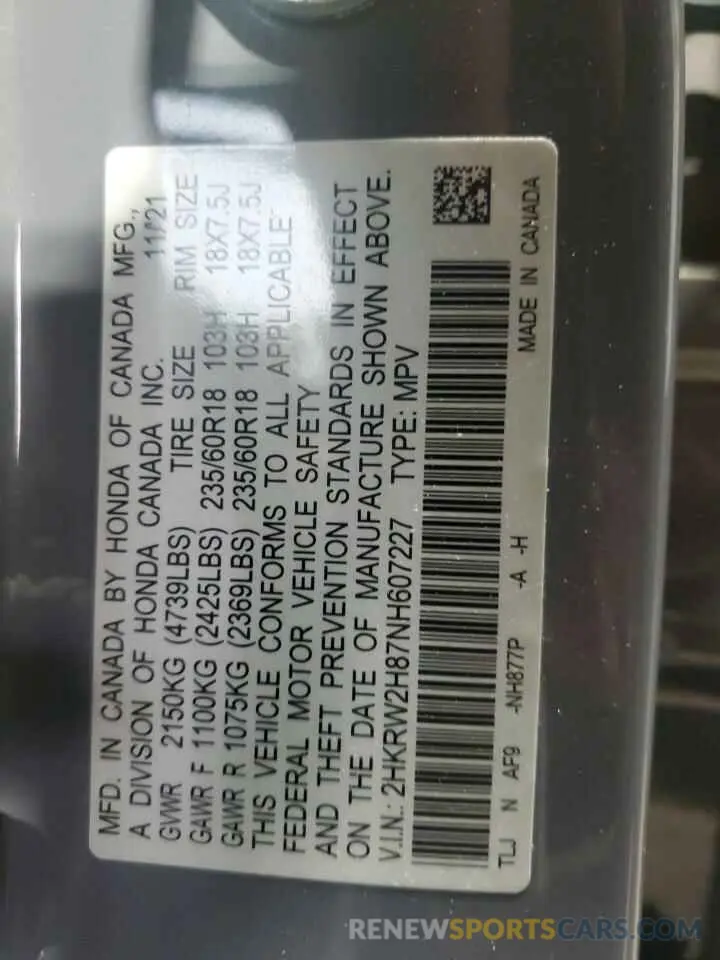 MFD. IN CANADA BY HONDA OF CANADA MFG.,
A DIVISION OF HONDA CANADA INC. 11/21
GVWR 2150KG (4739LBS) TIRE SIZE RIM SIZE
GAWR F 1100KG (2425LBS) 235/60R18 103H 18X7.5J
GAWR R 1075KG (2369LBS) 235/60R18 103H 18X7.5J
THIS VEHICLE CONFORMS TO ALL APPLICABLE
FEDERAL MOTOR VEHICLE SAFETY
AND THEFT PREVENTION STANDARDS IN EFFECT
ON THE DATE OF MANUFACTURE SHOWN ABOVE.
V.I.N.: 2HKRW2H87NH607227 TYPE: MPV
TLJ N AF9 -NH877P -A -H MADE IN CANADA
RENEWSPORTSCARS.COM